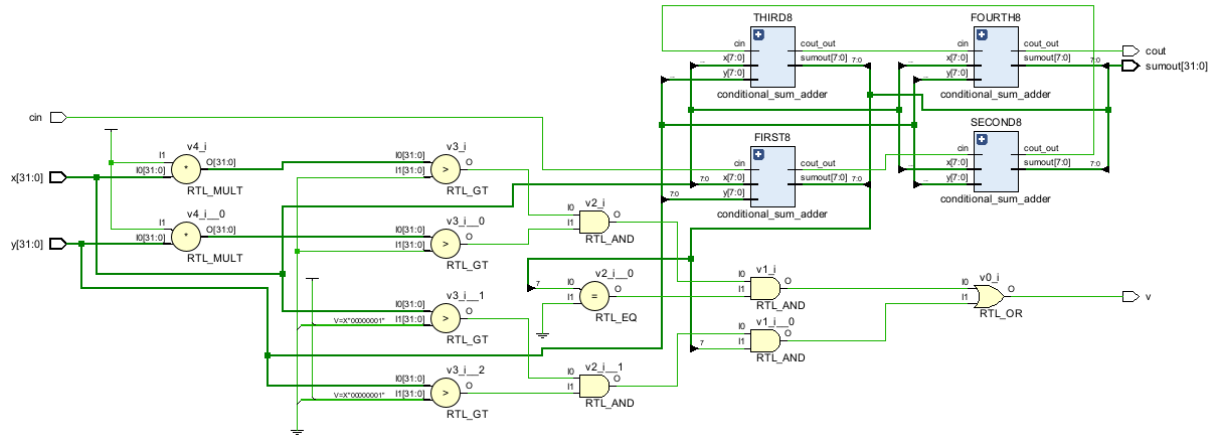 THIRD8
cin
x[7:0]
y[7:0]
cout_out
sumout[7:0]
7:0
conditional_sum_adder
FOURTH8
cin
x[7:0]
y[7:0]
cout_out
sumout[7:0]
7:0
conditional_sum_adder
cout
sumout[31:0]
cin
x[31:0]
y[31:0]
FIRST8
cin
7:0
x[7:0]
7:0
y[7:0]
cout_out
sumout[7:0]
7:0
conditional_sum_adder
SECOND8
cin
x[7:0]
y[7:0]
cout_out
sumout[7:0]
7:0
conditional_sum_adder
v4_i
I1
I0[31:0]
*
O[31:0]
RTL_MULT
v4_i__0
I1
I0[31:0]
*
O[31:0]
RTL_MULT
v3_i
I0[31:0]
I1[31:0]
>
O
RTL_GT
v3_i__0
I0[31:0]
I1[31:0]
>
O
RTL_GT
v3_i__1
I0[31:0]
V=X"00000001"
I1[31:0]
>
O
RTL_GT
v3_i__2
I0[31:0]
V=X"00000001"
I1[31:0]
>
O
RTL_GT
v2_i
I0
I1
O
RTL_AND
v2_i__0
7
I0
I1
=
O
RTL_EQ
v2_i__1
I0
I1
O
RTL_AND
v1_i
I0
I1
O
RTL_AND
v1_i__0
I0
7
I1
O
RTL_AND
v0_i
I0
I1
O
RTL_OR
v